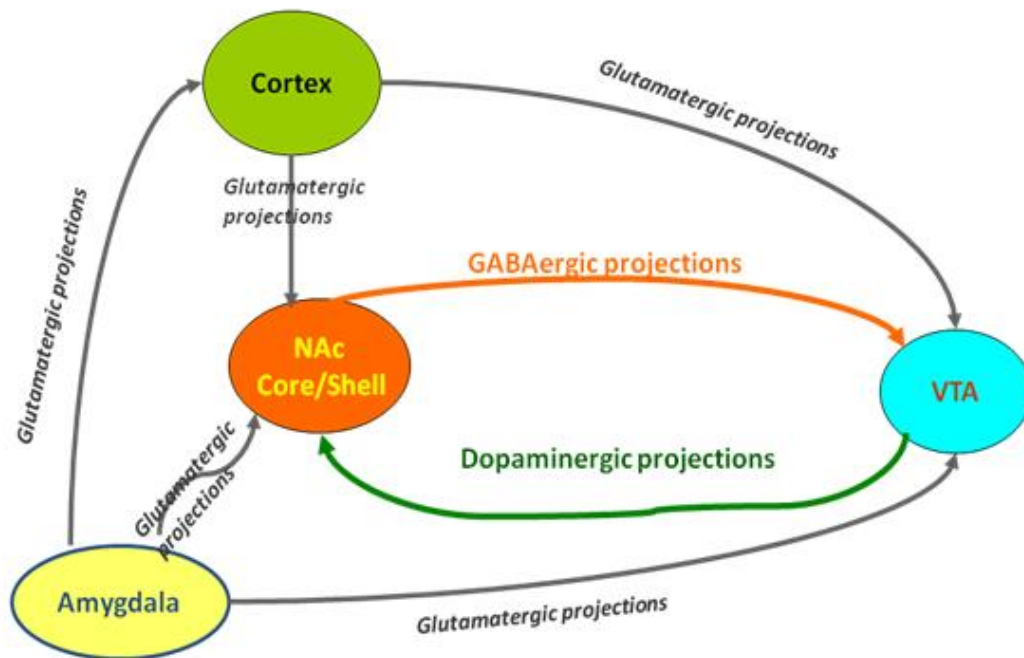 Cortex
Glutamatergic projections
Glutamatergic
projections
Glutamatergic projections
GABAergic projections
NAc
Core/Shell
VTA
Glutamatergic
projections
Dopaminergic projections
Amygdala
Glutamatergic projections